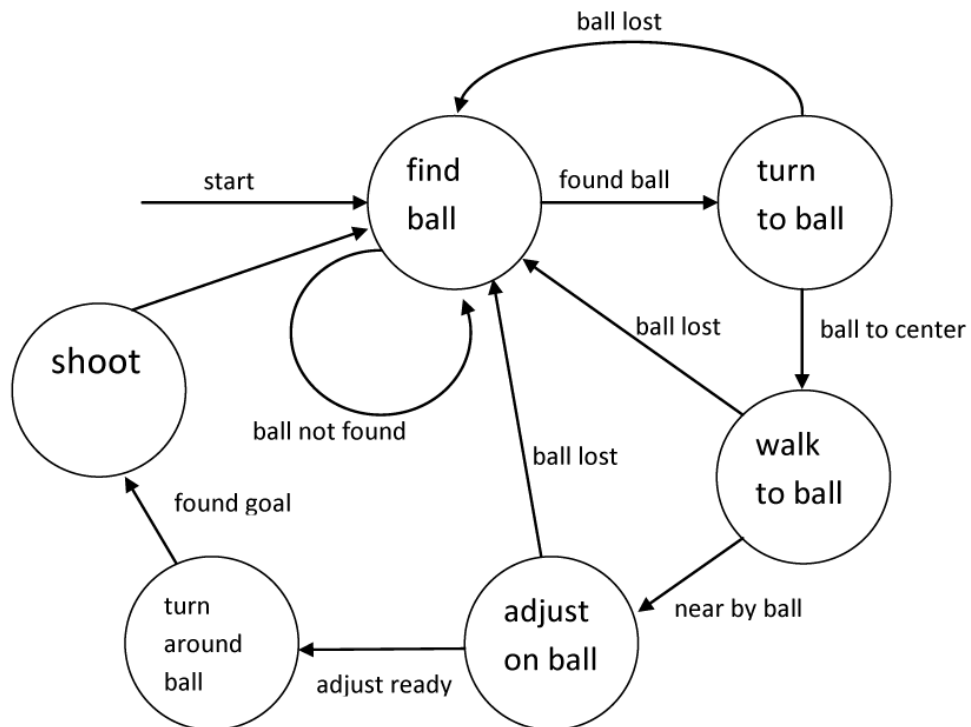 ball lost
find
ball
start
found ball
turn
to ball
ball lost
ball to center
shoot
ball not found
ball lost
walk
to ball
found goal
turn
around
ball
adjust ready
adjust
on ball
near by ball